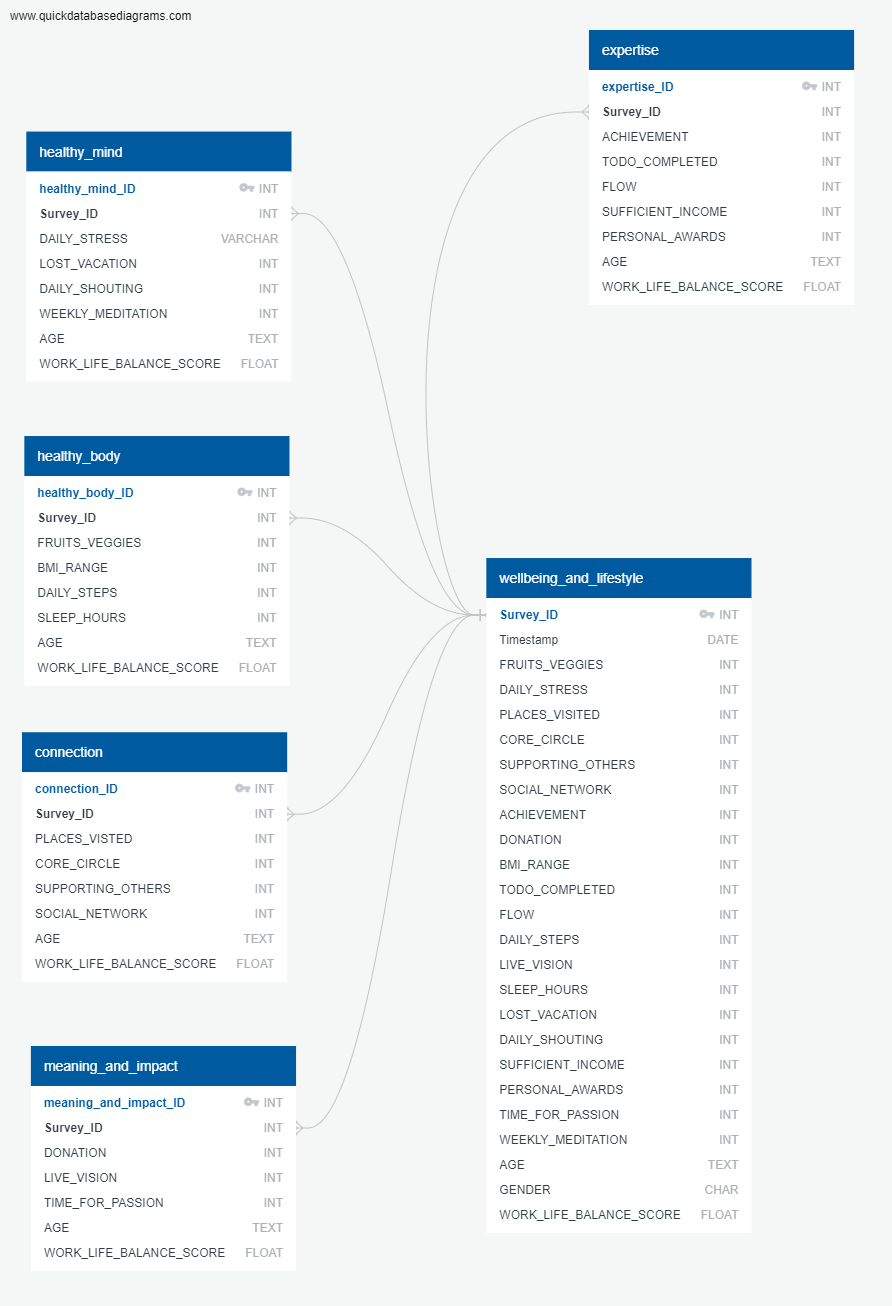 www.quickdatabasediagrams.com
expertise
expertise_ID INT
Survey_ID INT
ACHIEVEMENT INT
TODO_COMPLETED INT
FLOW INT
SUFFICIENT_INCOME INT
PERSONAL_AWARDS INT
AGE TEXT
WORK_LIFE_BALANCE_SCORE FLOAT
healthy_mind
healthy_mind_ID INT
Survey_ID INT
DAILY_STRESS VARCHAR
LOST_VACATION INT
DAILY_SHOUTING INT
WEEKLY_MEDITATION INT
AGE TEXT
WORK_LIFE_BALANCE_SCORE FLOAT
healthy_body
healthy_body_ID INT
Survey_ID INT
FRUITS_VEGGIES INT
BMI_RANGE INT
DAILY_STEPS INT
SLEEP_HOURS INT
AGE TEXT
WORK_LIFE_BALANCE_SCORE FLOAT
connection
connection_ID INT
Survey_ID INT
PLACES_VISTED INT
CORE_CIRCLE INT
SUPPORTING_OTHERS INT
SOCIAL_NETWORK INT
AGE TEXT
WORK_LIFE_BALANCE_SCORE FLOAT
meaning_and_impact
meaning_and_impact_ID INT
Survey_ID INT
DONATION INT
LIVE_VISION INT
TIME_FOR_PASSION INT
AGE TEXT
WORK_LIFE_BALANCE_SCORE FLOAT
wellbeing_and_lifestyle
Survey_ID INT
Timestamp DATE
FRUITS_VEGGIES INT
DAILY_STRESS INT
PLACES_VISITED INT
CORE_CIRCLE INT
SUPPORTING_OTHERS INT
SOCIAL_NETWORK INT
ACHIEVEMENT INT
DONATION INT
BMI_RANGE INT
TODO_COMPLETED INT
FLOW INT
DAILY_STEPS INT
LIVE_VISION INT
SLEEP_HOURS INT
LOST_VACATION INT
DAILY_SHOUTING INT
SUFFICIENT_INCOME INT
PERSONAL_AWARDS INT
TIME_FOR_PASSION INT
WEEKLY_MEDITATION INT
AGE TEXT
GENDER CHAR
WORK_LIFE_BALANCE_SCORE FLOAT